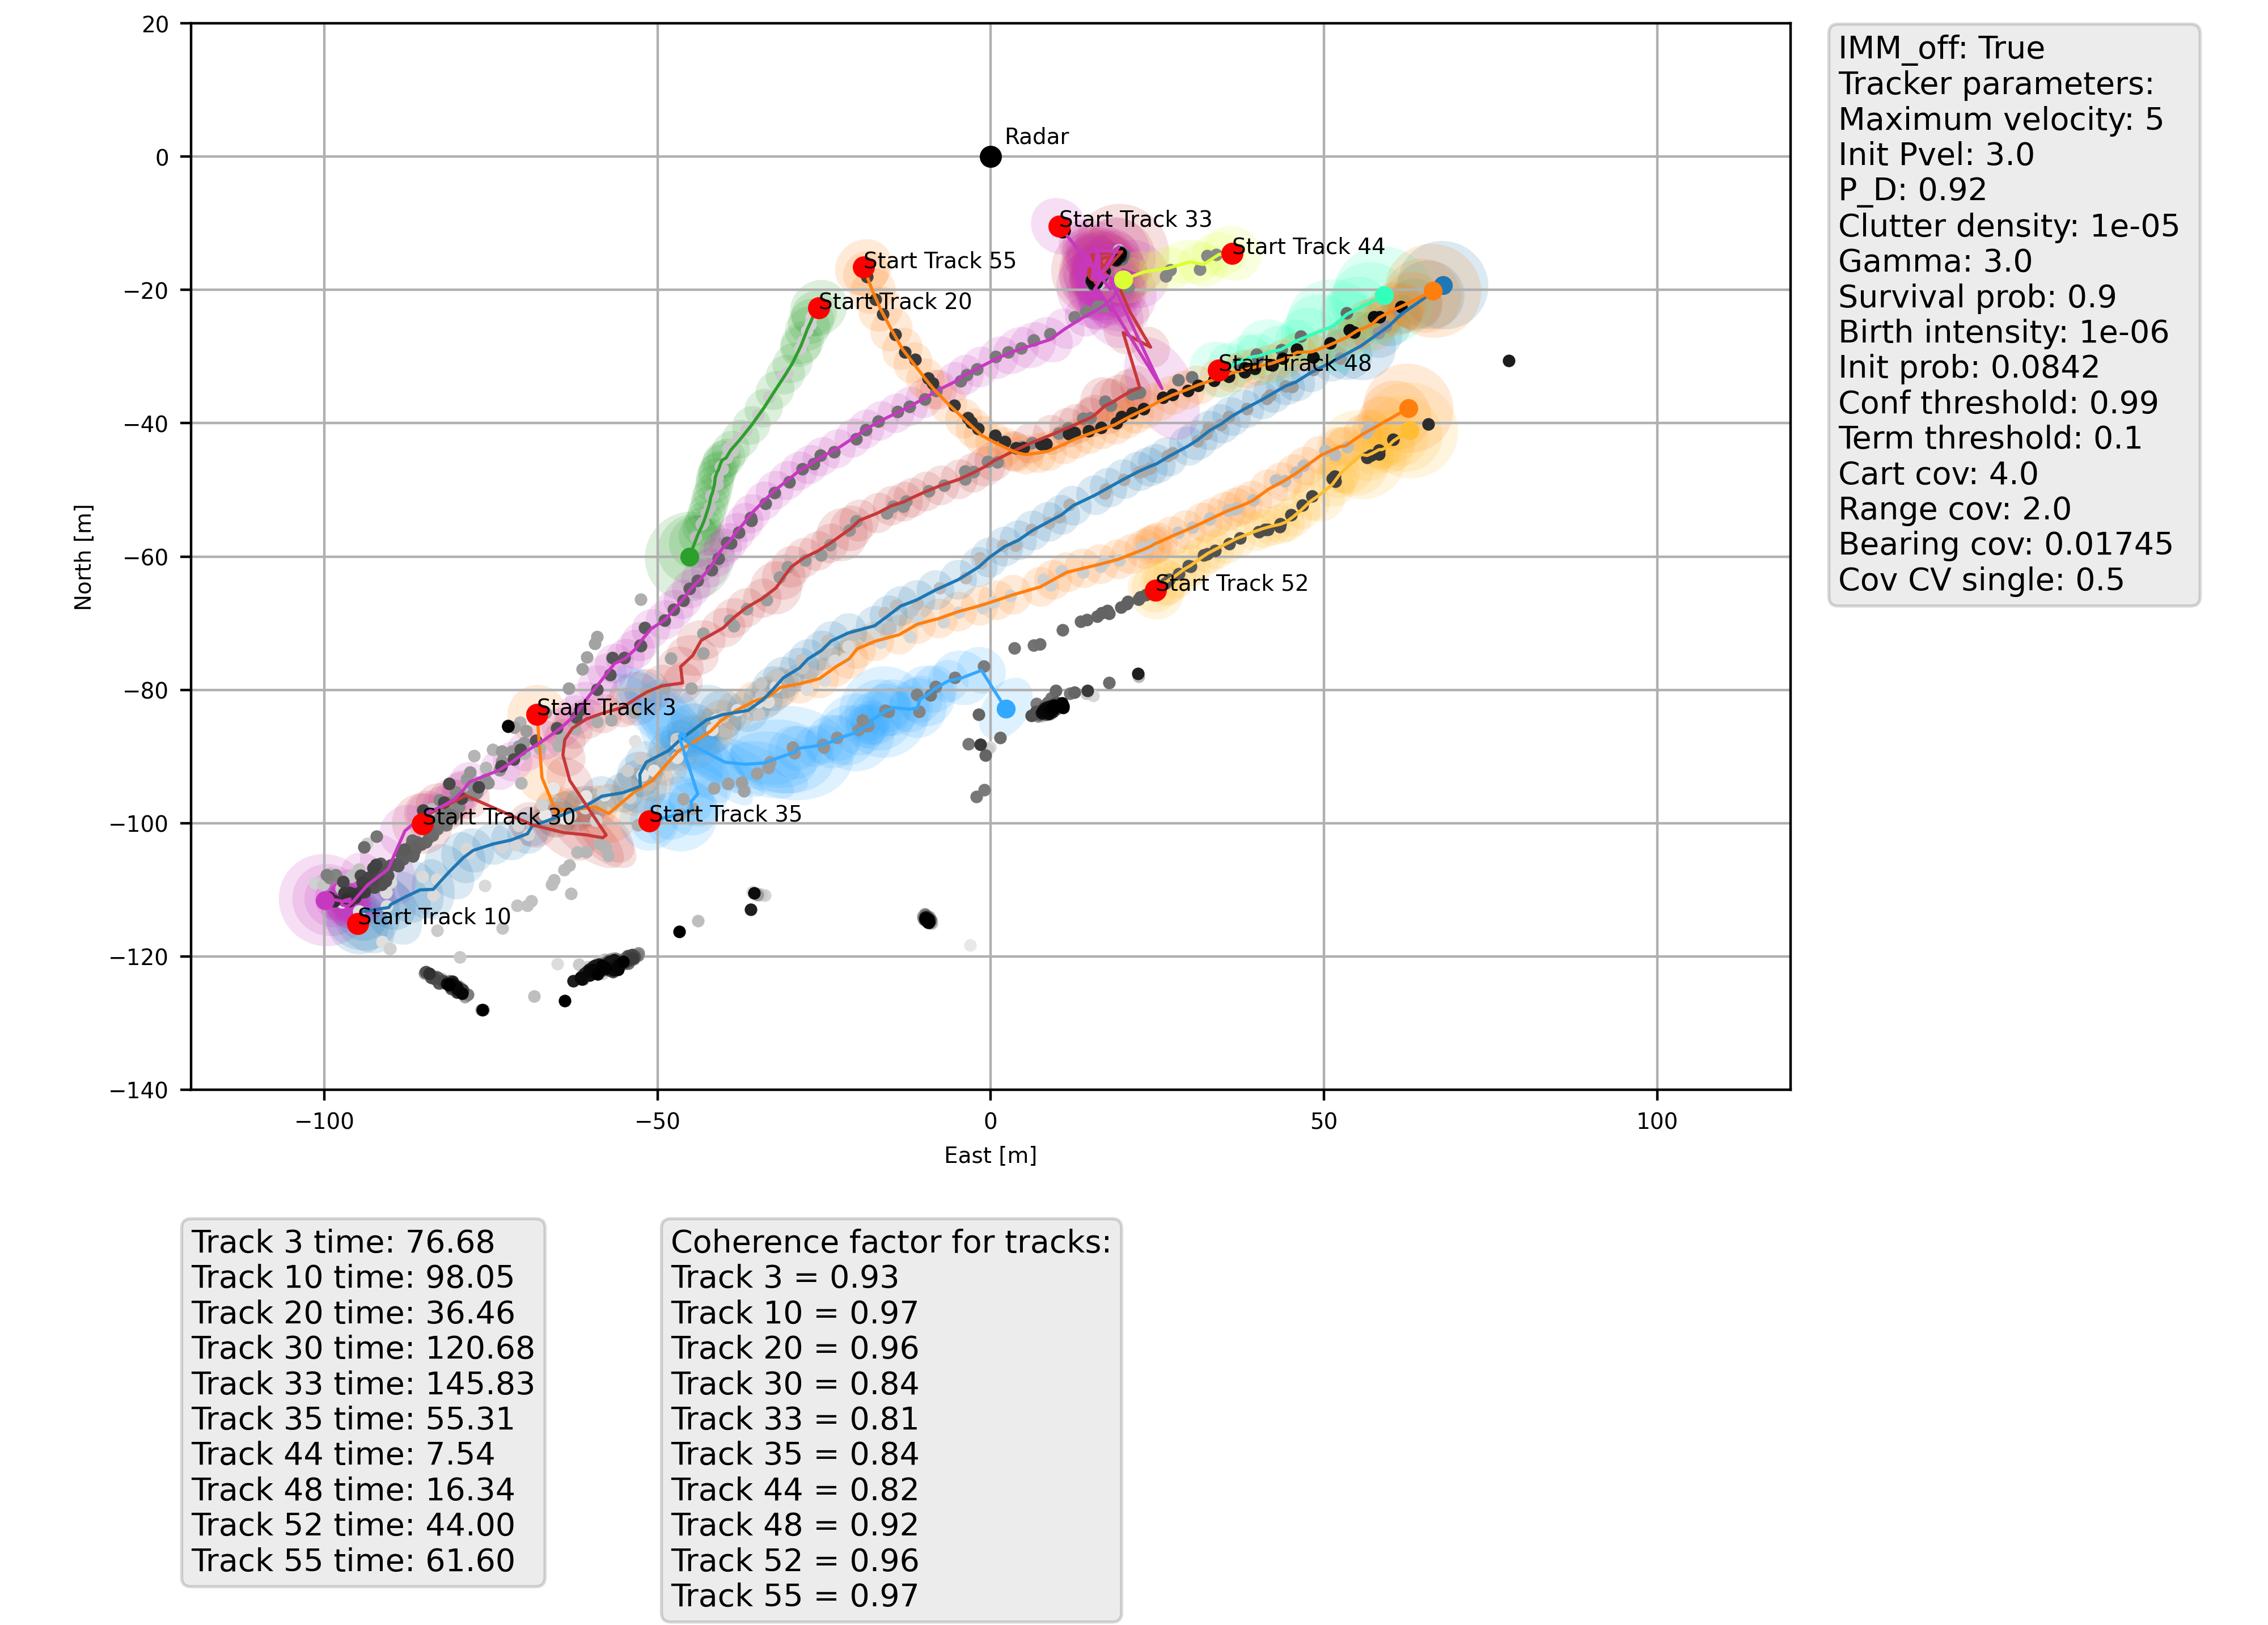 20
0
−20
−40
−60
−80
−100
−120
−140
North [m]
−100
−50
0
50
100
East [m]
Radar
Start Track 33
Start Track 44
Start Track 55
Start Track 20
Start Track 48
Start Track 52
Start Track 3
Start Track 30
Start Track 35
Start Track 10
IMM_off: True
Tracker parameters:
Maximum velocity: 5
Init Pvel: 3.0
P_D: 0.92
Clutter density: 1e-05
Gamma: 3.0
Survival prob: 0.9
Birth intensity: 1e-06
Init prob: 0.0842
Conf threshold: 0.99
Term threshold: 0.1
Cart cov: 4.0
Range cov: 2.0
Bearing cov: 0.01745
Cov CV single: 0.5
Track 3 time: 76.68
Track 10 time: 98.05
Track 20 time: 36.46
Track 30 time: 120.68
Track 33 time: 145.83
Track 35 time: 55.31
Track 44 time: 7.54
Track 48 time: 16.34
Track 52 time: 44.00
Track 55 time: 61.60
Coherence factor for tracks:
Track 3 = 0.93
Track 10 = 0.97
Track 20 = 0.96
Track 30 = 0.84
Track 33 = 0.81
Track 35 = 0.84
Track 44 = 0.82
Track 48 = 0.92
Track 52 = 0.96
Track 55 = 0.97